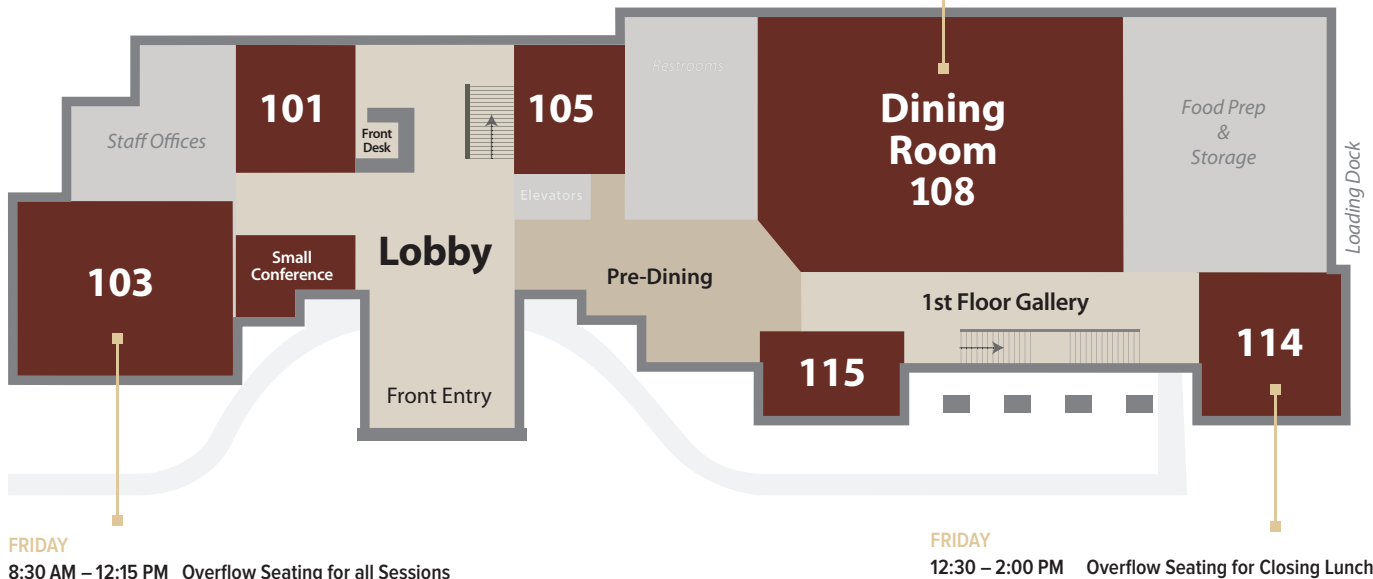 Restrooms
101
105
Front
Desk
Staff Offices
Dining
Room
108
Food Prep
&
Storage
Loading Dock
Elevators
103
Small
Conference
Lobby
Pre-Dining
1st Floor Gallery
115
114
Front Entry
FRIDAY
8:30 AM – 12:15 PM Overflow Seating for all Sessions
FRIDAY
12:30 – 2:00 PM Overflow Seating for Closing Lunch